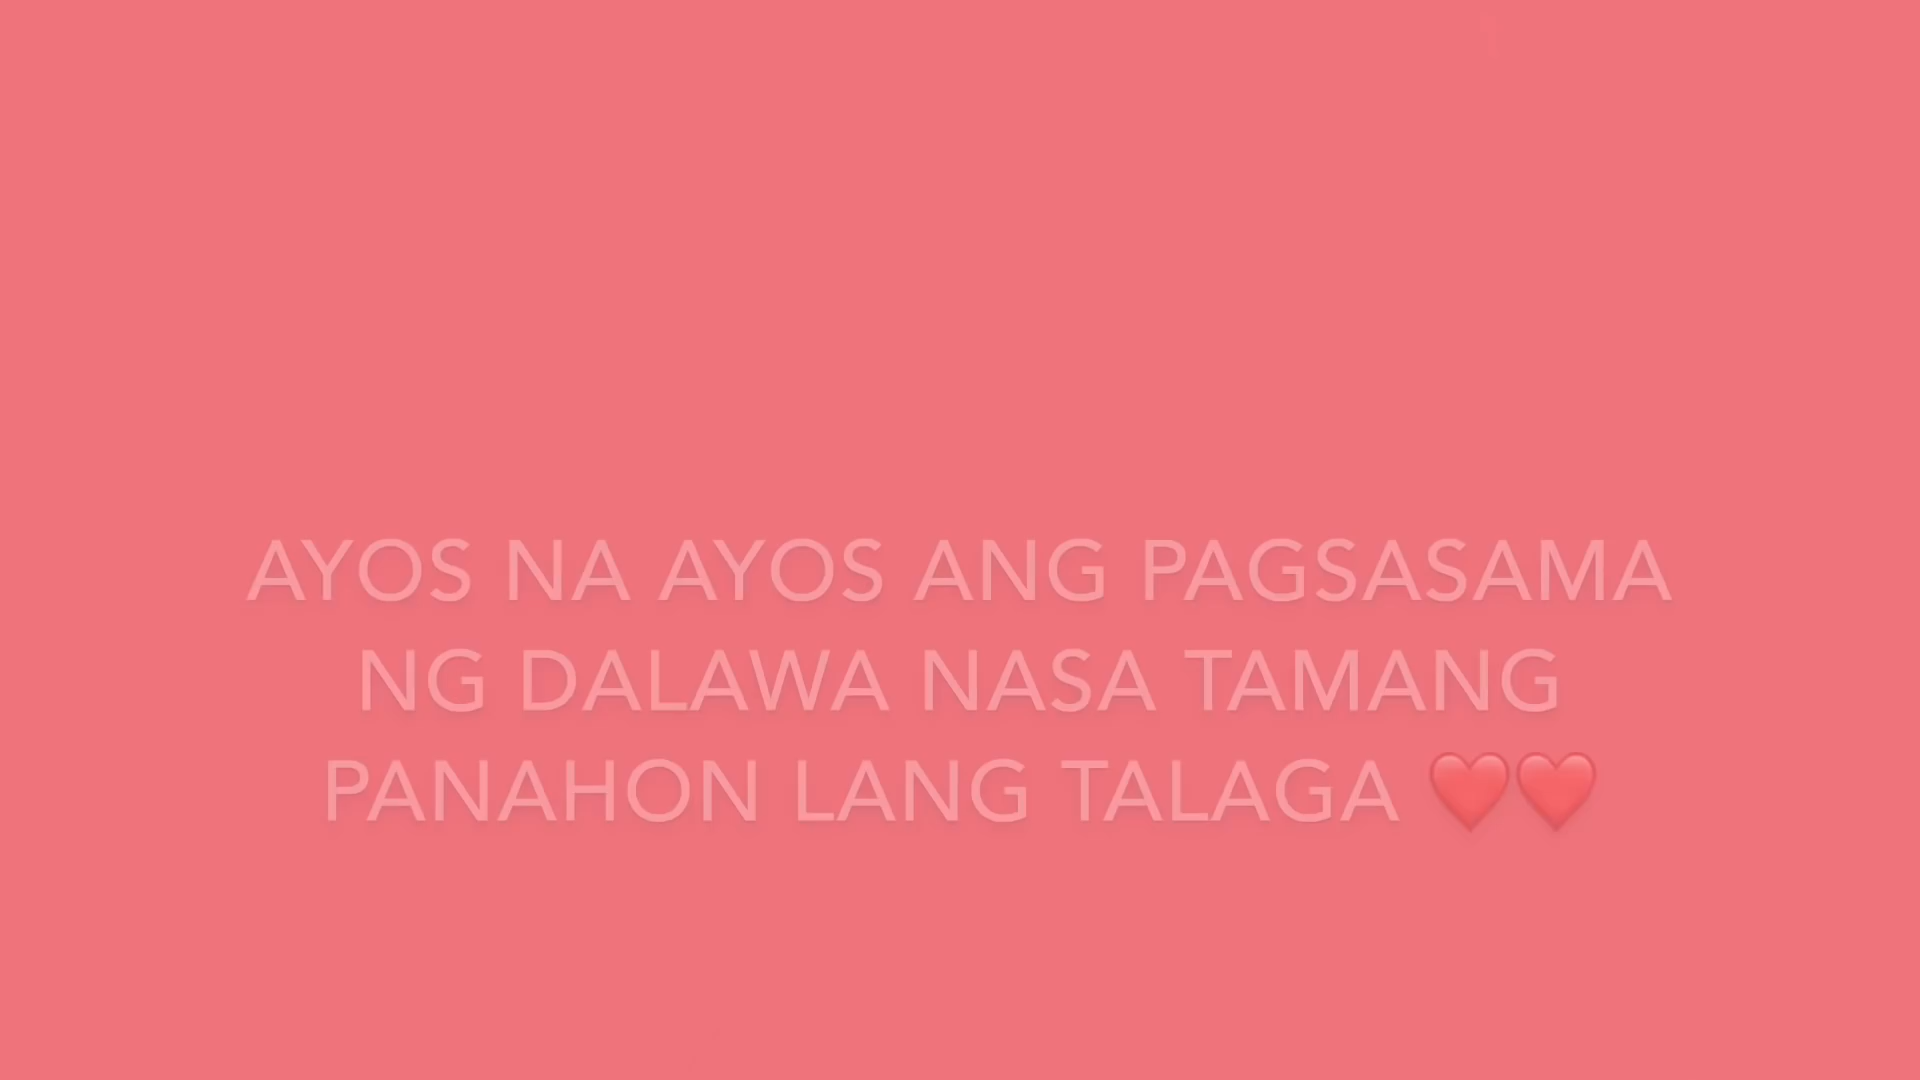 AYOS NA AYOS ANG PAGSASAMA
NG DALAWA NASA TAMANG
PANAHON LANG TALAGA ❤️❤️